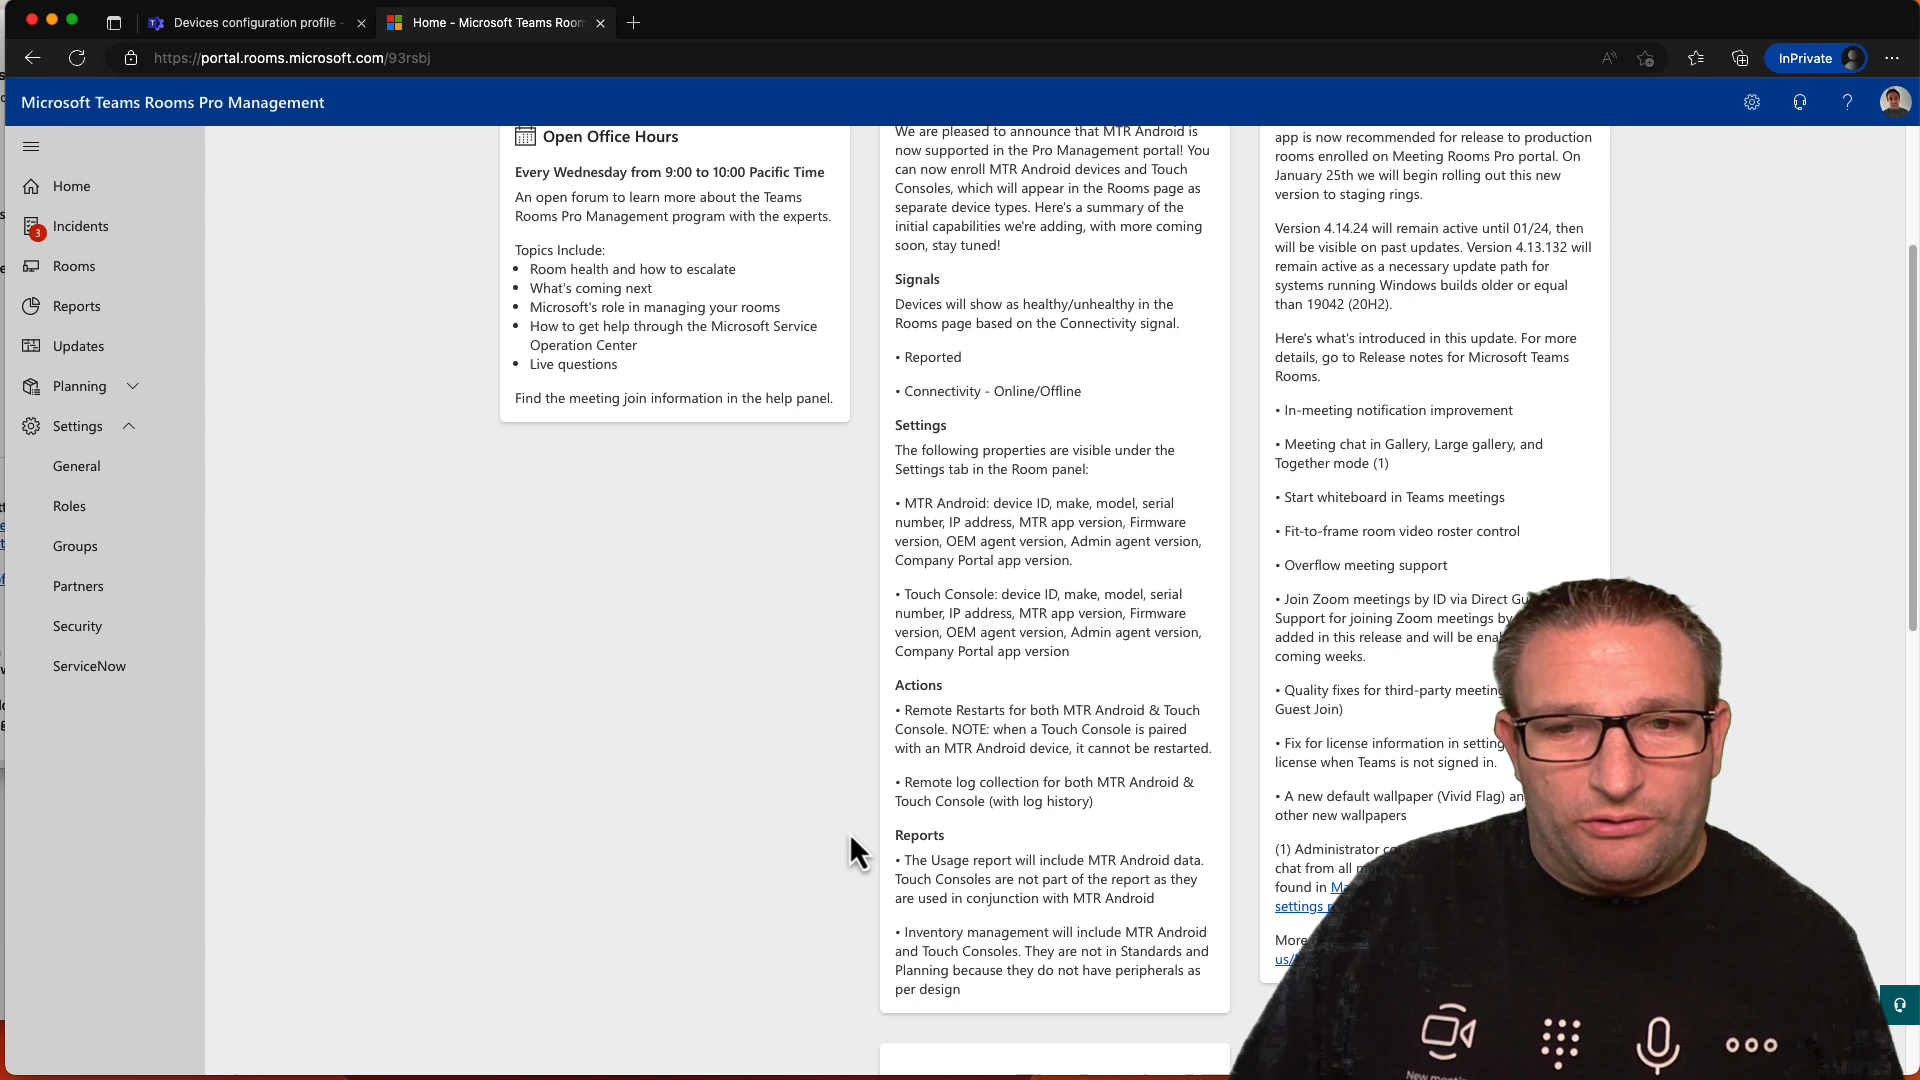 Devices configuration profile -
Home - Microsoft Teams Room
https://portal.rooms.microsoft.com/93rsbj
InPrivate
Microsoft Teams Rooms Pro Management
?
Home
3
Incidents
Rooms
Reports
Updates
Planning
Settings
General
Roles
Groups
Partners
Security
ServiceNow
Open Office Hours
Every Wednesday from 9:00 to 10:00 Pacific Time
An open forum to learn more about the Teams
Rooms Pro Management program with the experts.
Topics Include:
• Room health and how to escalate
• What's coming next
• Microsoft's role in managing your rooms
• How to get help through the Microsoft Service
Operation Center
• Live questions
Find the meeting join information in the help panel.
We are pleased to announce that MTR Android is
now supported in the Pro Management portal! You
can now enroll MTR Android devices and Touch
Consoles, which will appear in the Rooms page as
separate device types. Here's a summary of the
initial capabilities we're adding, with more coming
soon, stay tuned!
Signals
Devices will show as healthy/unhealthy in the
Rooms page based on the Connectivity signal.
• Reported
• Connectivity - Online/Offline
Settings
The following properties are visible under the
Settings tab in the Room panel:
• MTR Android: device ID, make, model, serial
number, IP address, MTR app version, Firmware
version, OEM agent version, Admin agent version,
Company Portal app version.
• Touch Console: device ID, make, model, serial
number, IP address, MTR app version, Firmware
version, OEM agent version, Admin agent version,
Company Portal app version
Actions
• Remote Restarts for both MTR Android & Touch
Console. NOTE: when a Touch Console is paired
with an MTR Android device, it cannot be restarted.
• Remote log collection for both MTR Android &
Touch Console (with log history)
Reports
• The Usage report will include MTR Android data.
Touch Consoles are not part of the report as they
are used in conjunction with MTR Android
• Inventory management will include MTR Android
and Touch Consoles. They are not in Standards and
Planning because they do not have peripherals as
per design
app is now recommended for release to production
rooms enrolled on Meeting Rooms Pro portal. On
January 25th we will begin rolling out this new
version to staging rings.
Version 4.14.24 will remain active until 01/24, then
will be visible on past updates. Version 4.13.132 will
remain active as a necessary update path for
systems running Windows builds older or equal
than 19042 (20H2).
Here's what's introduced in this update. For more
details, go to Release notes for Microsoft Teams
Rooms.
• In-meeting notification improvement
• Meeting chat in Gallery, Large gallery, and
Together mode (1)
• Start whiteboard in Teams meetings
• Fit-to-frame room video roster control
• Overflow meeting support
• Join Zoom meetings by ID via Direct Gu
Support for joining Zoom meetings by
added in this release and will be enab
coming weeks.
• Quality fixes for third-party meeting
Guest Join)
• Fix for license information in setting
license when Teams is not signed in.
• A new default wallpaper (Vivid Flag) an
other new wallpapers
(1) Administrator co
chat from all me
found in Ma
settings
More
us/